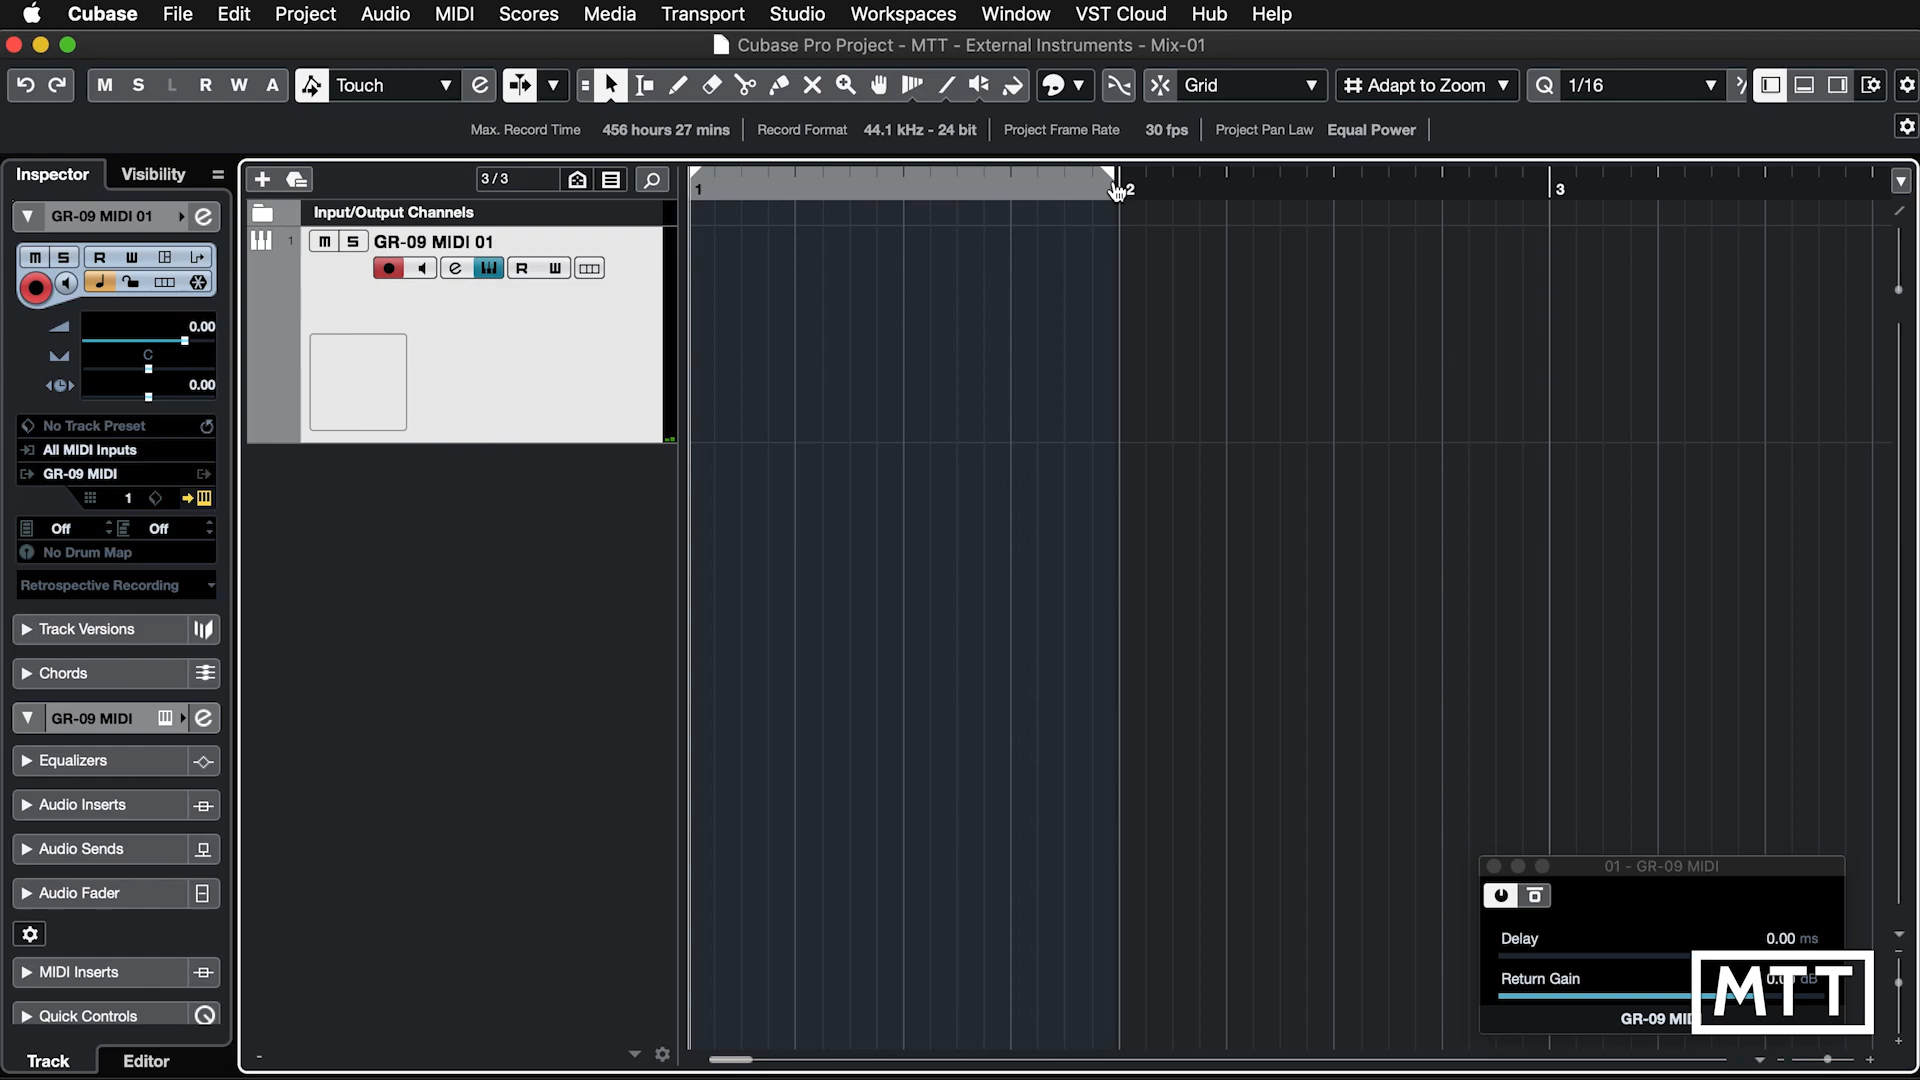 Cubase File Edit Project Audio MIDI Scores Media Transport Studio Workspaces Window VST Cloud Hub Help
Cubase Pro Project - MTT - External Instruments - Mix-01
M S L R W A Touch e Grid Adapt to Zoom Q 1/16
Max. Record Time 456 hours 27 mins Record Format 44.1 kHz - 24 bit Project Frame Rate 30 fps Project Pan Law Equal Power
Inspector Visibility
3 / 3
1 2 3
GR-09 MIDI 01 e
Input/Output Channels
1 m S GR-09 MIDI 01
m S R W
e R W
0.00
C
0.00
No Track Preset
All MIDI Inputs
GR-09 MIDI
1
Off Off
No Drum Map
Retrospective Recording
Track Versions
Chords
GR-09 MIDI e
Equalizers
Audio Inserts
Audio Sends
Audio Fader
MIDI Inserts
Quick Controls
Track Editor
-
01 - GR-09 MIDI
Delay 0.00 ms
Return Gain dB
GR-09
MTT